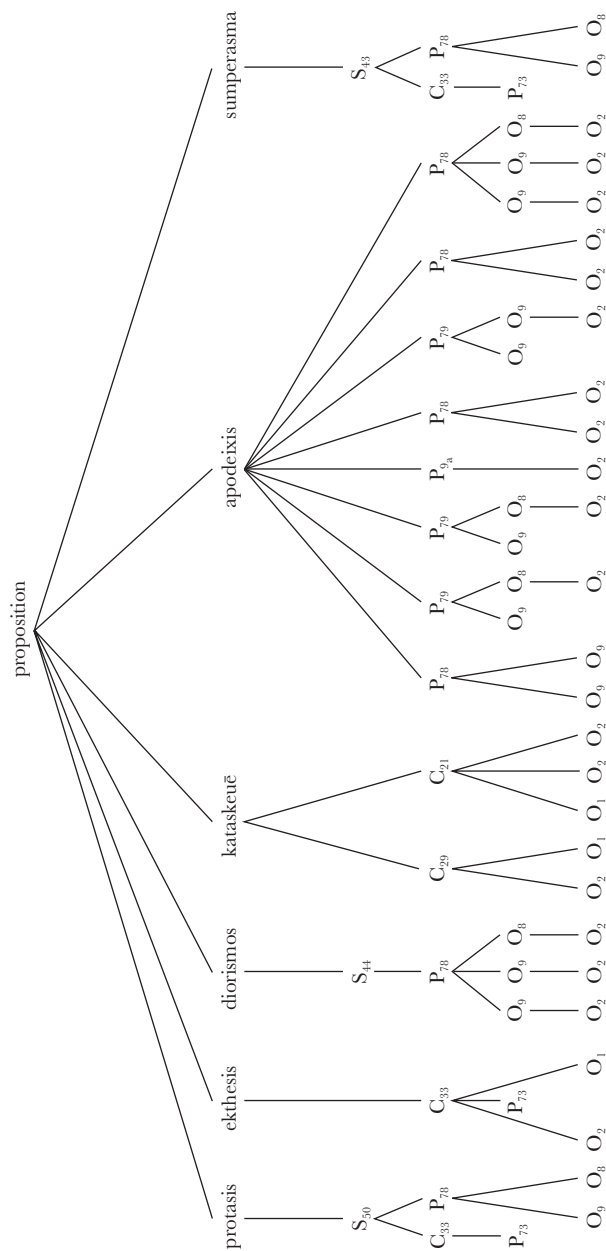 proposition
protasis ekthesis diorismos kataskeuē apodeixis sumperasma
S₅₀ S₄₄ S₄₃
C₃₃ P₇₈ C₃₃ P₇₈ C₂₉ C₂₁ P₇₈ P₇₉ P₇₉ P₉ₐ P₇₈ P₇₉ P₇₈ P₇₈ C₃₃ P₇₈
P₇₃ P₇₃ O₉ O₉ O₈ O₉ O₈ O₉ O₈ O₉ O₉ O₉ O₉ O₈ P₇₃
O₉ O₈ O₂ O₁ O₂ O₂ O₂ O₂ O₁ O₁ O₂ O₂ O₉ O₉ O₂ O₂ O₂ O₂ O₂ O₂ O₂ O₂ O₂ O₂ O₂ O₉ O₈